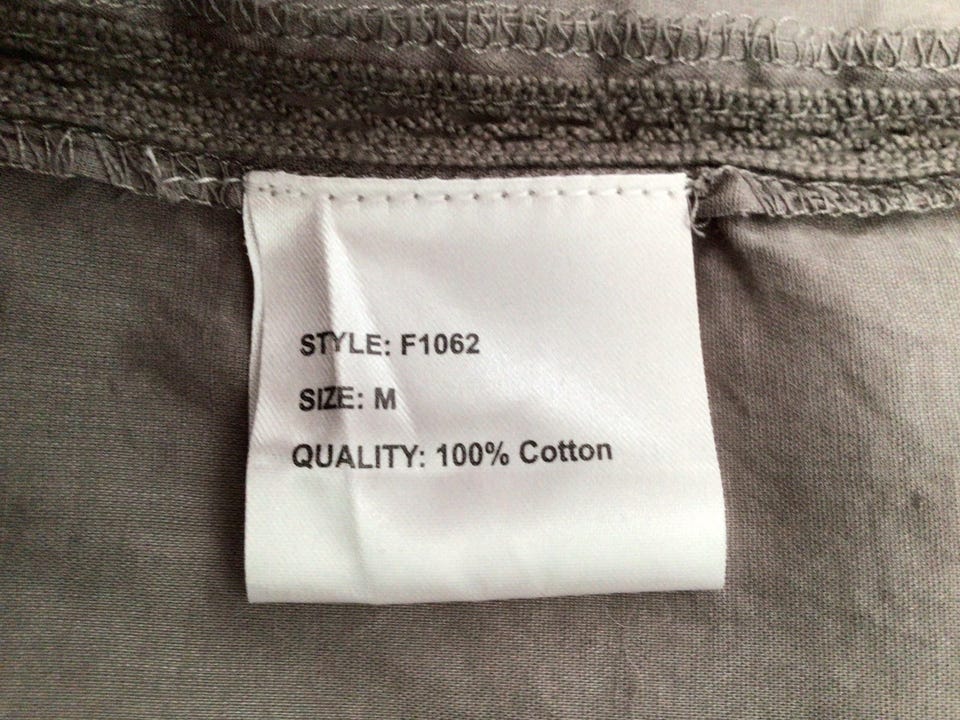 STYLE: F1062
SIZE: M
QUALITY: 100% Cotton